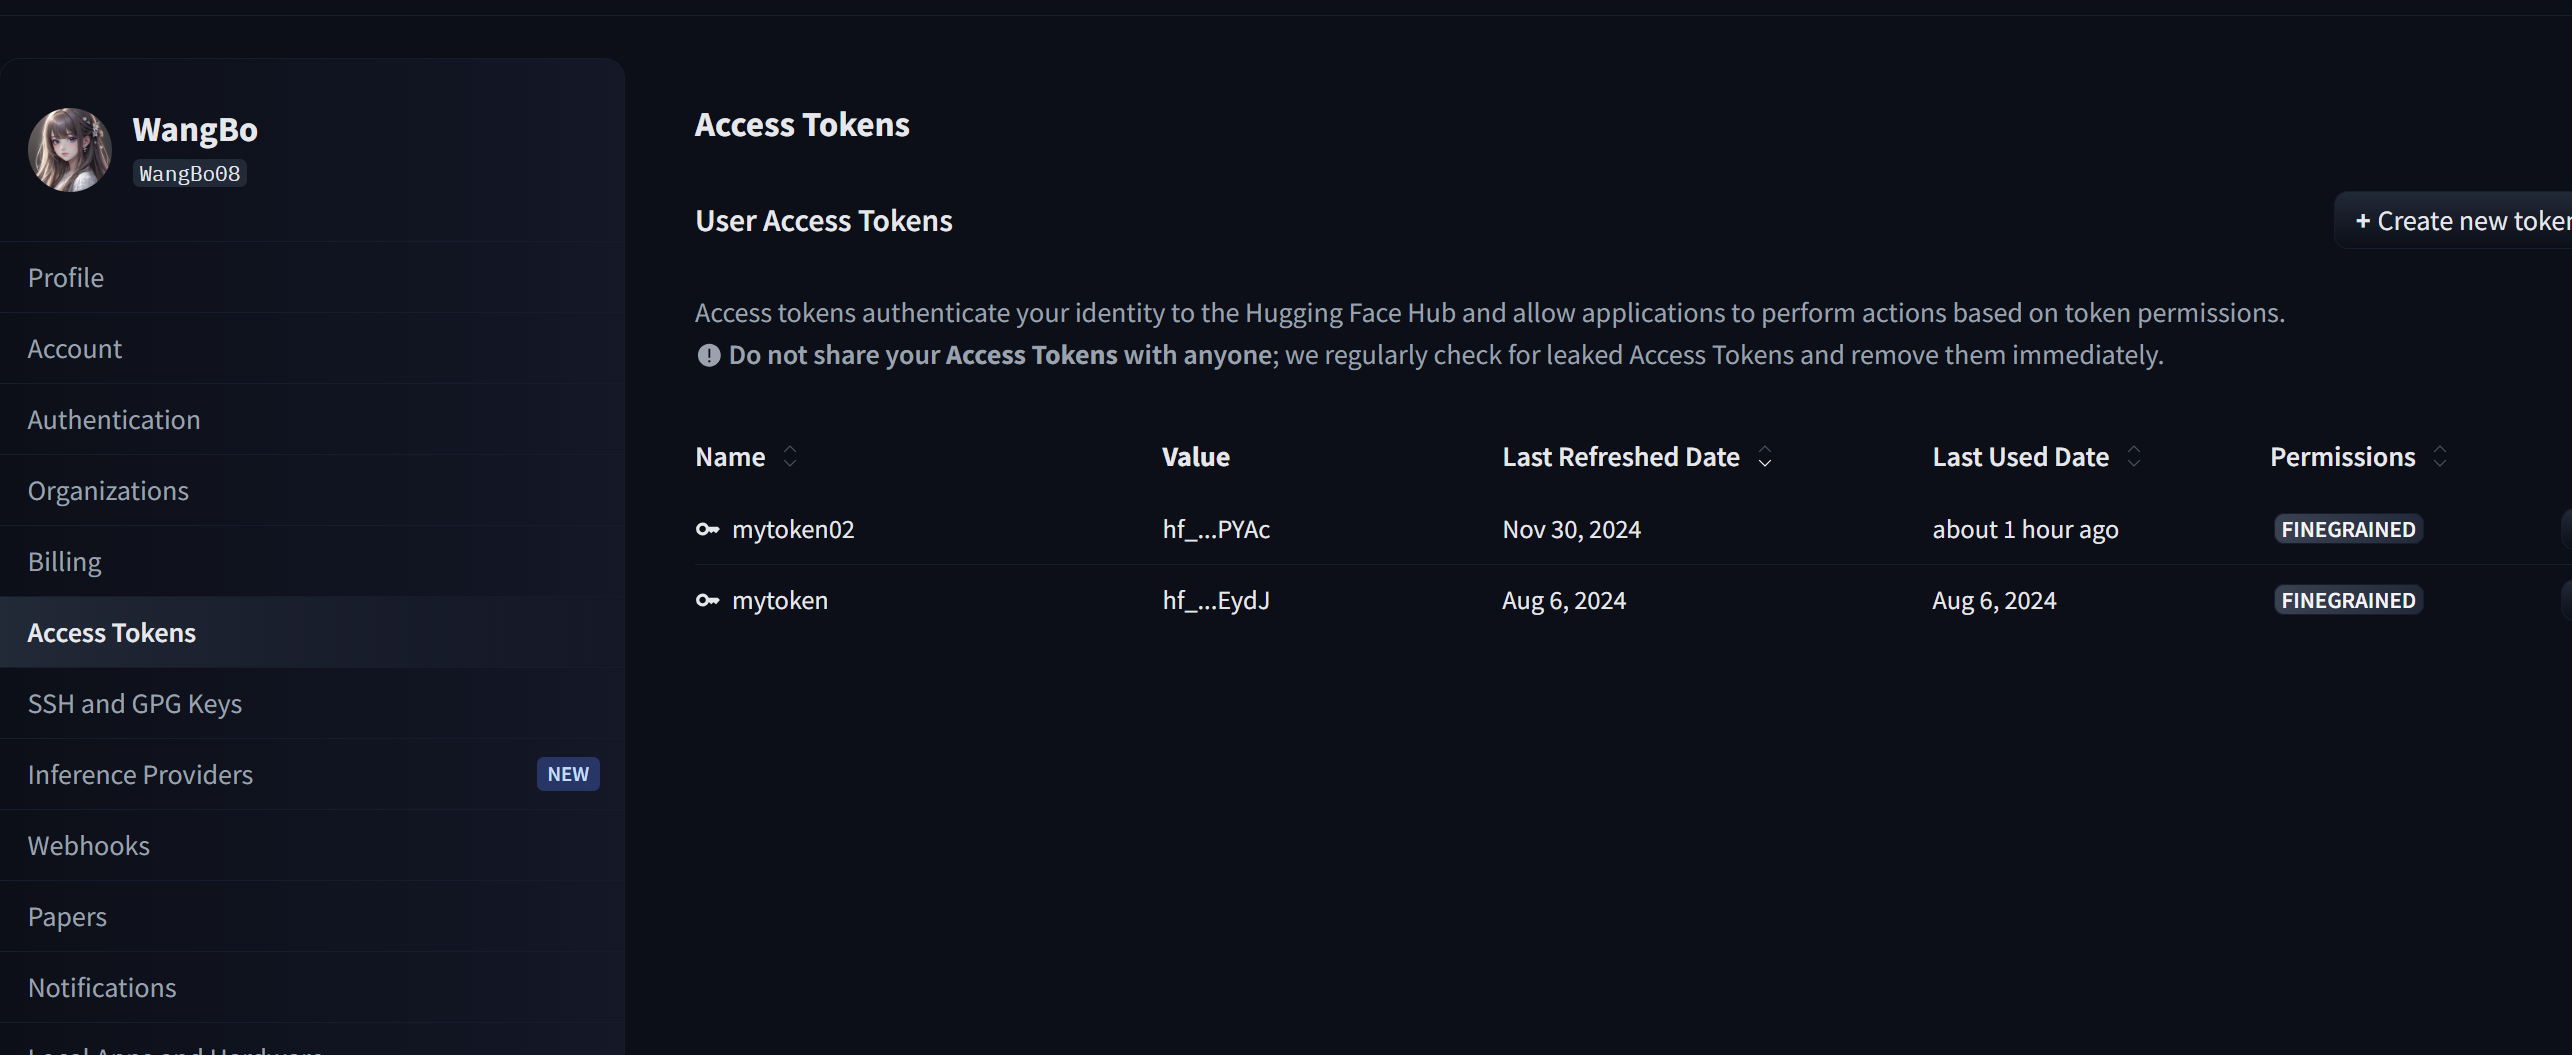 WangBo
WangBo08
Profile
Account
Authentication
Organizations
Billing
Access Tokens
SSH and GPG Keys
Inference Providers NEW
Webhooks
Papers
Notifications
Local Apps and Hardware
Access Tokens
User Access Tokens
+ Create new token
Access tokens authenticate your identity to the Hugging Face Hub and allow applications to perform actions based on token permissions.
! Do not share your Access Tokens with anyone; we regularly check for leaked Access Tokens and remove them immediately.
Name Value Last Refreshed Date Last Used Date Permissions
mytoken02 hf_...PYAc Nov 30, 2024 about 1 hour ago FINEGRAINED
mytoken hf_...EydJ Aug 6, 2024 Aug 6, 2024 FINEGRAINED